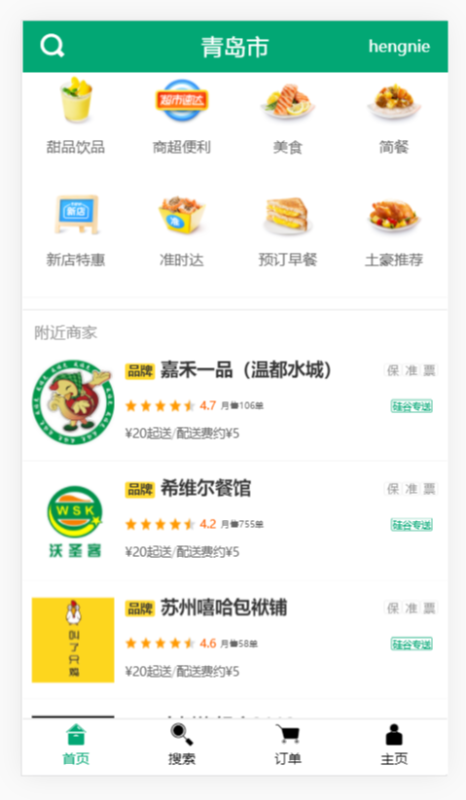 青岛市 hengnie
超市速达
甜品饮品 商超便利 美食 简餐
新店
准
新店特惠 准时达 预订早餐 土豪推荐
附近商家
品牌 嘉禾一品（温都水城） 保 准 票
4.7 月售106单 硅谷专送
¥20起送/配送费约¥5
WSK
沃圣客
品牌 希维尔餐馆 保 准 票
4.2 月售755单 硅谷专送
¥20起送/配送费约¥5
叫了只鸡
品牌 苏州嘻哈包袱铺 保 准 票
4.6 月售58单 硅谷专送
¥20起送/配送费约¥5
首页 搜索 订单 主页